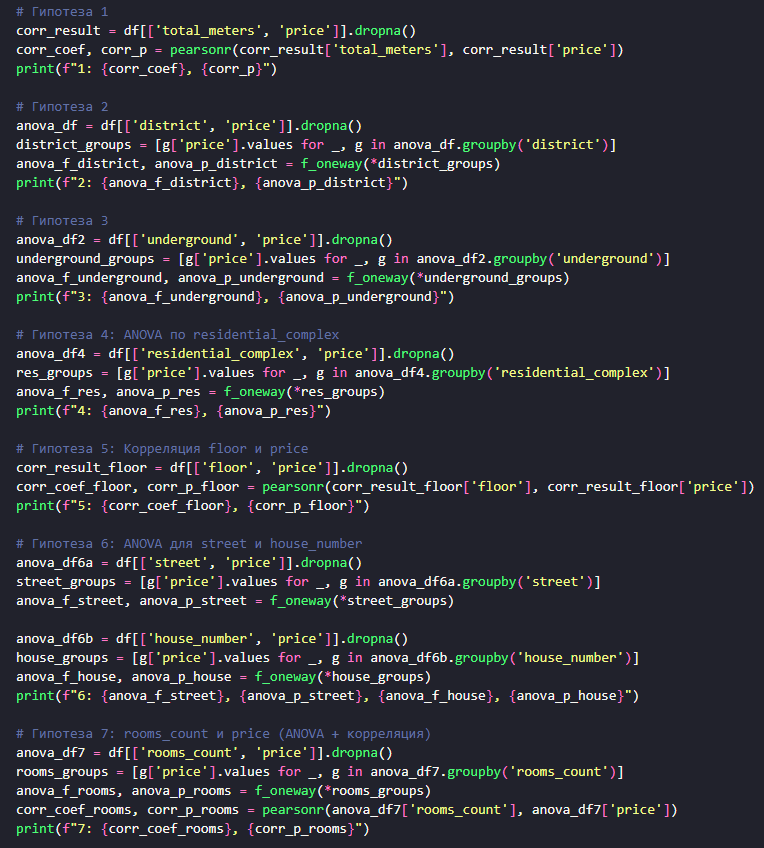 # Гипотеза 1
corr_result = df[['total_meters', 'price']].dropna()
corr_coef, corr_p = pearsonr(corr_result['total_meters'], corr_result['price'])
print(f"1: {corr_coef}, {corr_p}")

# Гипотеза 2
anova_df = df[['district', 'price']].dropna()
district_groups = [g['price'].values for _, g in anova_df.groupby('district')]
anova_f_district, anova_p_district = f_oneway(*district_groups)
print(f"2: {anova_f_district}, {anova_p_district}")

# Гипотеза 3
anova_df2 = df[['underground', 'price']].dropna()
underground_groups = [g['price'].values for _, g in anova_df2.groupby('underground')]
anova_f_underground, anova_p_underground = f_oneway(*underground_groups)
print(f"3: {anova_f_underground}, {anova_p_underground}")

# Гипотеза 4: ANOVA по residential_complex
anova_df4 = df[['residential_complex', 'price']].dropna()
res_groups = [g['price'].values for _, g in anova_df4.groupby('residential_complex')]
anova_f_res, anova_p_res = f_oneway(*res_groups)
print(f"4: {anova_f_res}, {anova_p_res}")

# Гипотеза 5: Корреляция floor и price
corr_result_floor = df[['floor', 'price']].dropna()
corr_coef_floor, corr_p_floor = pearsonr(corr_result_floor['floor'], corr_result_floor['price'])
print(f"5: {corr_coef_floor}, {corr_p_floor}")

# Гипотеза 6: ANOVA для street и house_number
anova_df6a = df[['street', 'price']].dropna()
street_groups = [g['price'].values for _, g in anova_df6a.groupby('street')]
anova_f_street, anova_p_street = f_oneway(*street_groups)

anova_df6b = df[['house_number', 'price']].dropna()
house_groups = [g['price'].values for _, g in anova_df6b.groupby('house_number')]
anova_f_house, anova_p_house = f_oneway(*house_groups)
print(f"6: {anova_f_street}, {anova_p_street}, {anova_f_house}, {anova_p_house}")

# Гипотеза 7: rooms_count и price (ANOVA + корреляция)
anova_df7 = df[['rooms_count', 'price']].dropna()
rooms_groups = [g['price'].values for _, g in anova_df7.groupby('rooms_count')]
anova_f_rooms, anova_p_rooms = f_oneway(*rooms_groups)
corr_coef_rooms, corr_p_rooms = pearsonr(anova_df7['rooms_count'], anova_df7['price'])
print(f"7: {corr_coef_rooms}, {corr_p_rooms}")